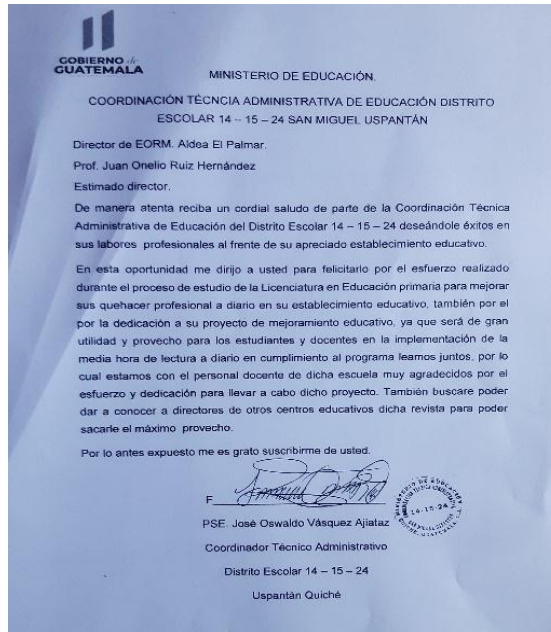 GOBIERNO de
GUATEMALA
MINISTERIO DE EDUCACIÓN.
COORDINACIÓN TÉCNCIA ADMINISTRATIVA DE EDUCACIÓN DISTRITO
ESCOLAR 14 – 15 – 24 SAN MIGUEL USPANTÁN
Director de EORM. Aldea El Palmar.
Prof. Juan Onelio Ruiz Hernández
Estimado director.
De manera atenta reciba un cordial saludo de parte de la Coordinación Técnica
Administrativa de Educación del Distrito Escolar 14 – 15 – 24 deseándole éxitos en
sus labores profesionales al frente de su apreciado establecimiento educativo.
En esta oportunidad me dirijo a usted para felicitarlo por el esfuerzo realizado
durante el proceso de estudio de la Licenciatura en Educación primaria para mejorar
sus quehacer profesional a diario en su establecimiento educativo, también por el
por la dedicación a su proyecto de mejoramiento educativo, ya que será de gran
utilidad y provecho para los estudiantes y docentes en la implementación de la
media hora de lectura a diario en cumplimiento al programa leamos juntos, por lo
cual estamos con el personal docente de dicha escuela muy agradecidos por el
esfuerzo y dedicación para llevar a cabo dicho proyecto. También buscare poder
dar a conocer a directores de otros centros educativos dicha revista para poder
sacarle el máximo provecho.
Por lo antes expuesto me es grato suscribirme de usted.
F
MINISTERIO DE EDUCACION
14-15-24
PSE. José Oswaldo Vásquez Ajiataz
Coordinador Técnico Administrativo
Distrito Escolar 14 – 15 – 24
Uspantán Quiché